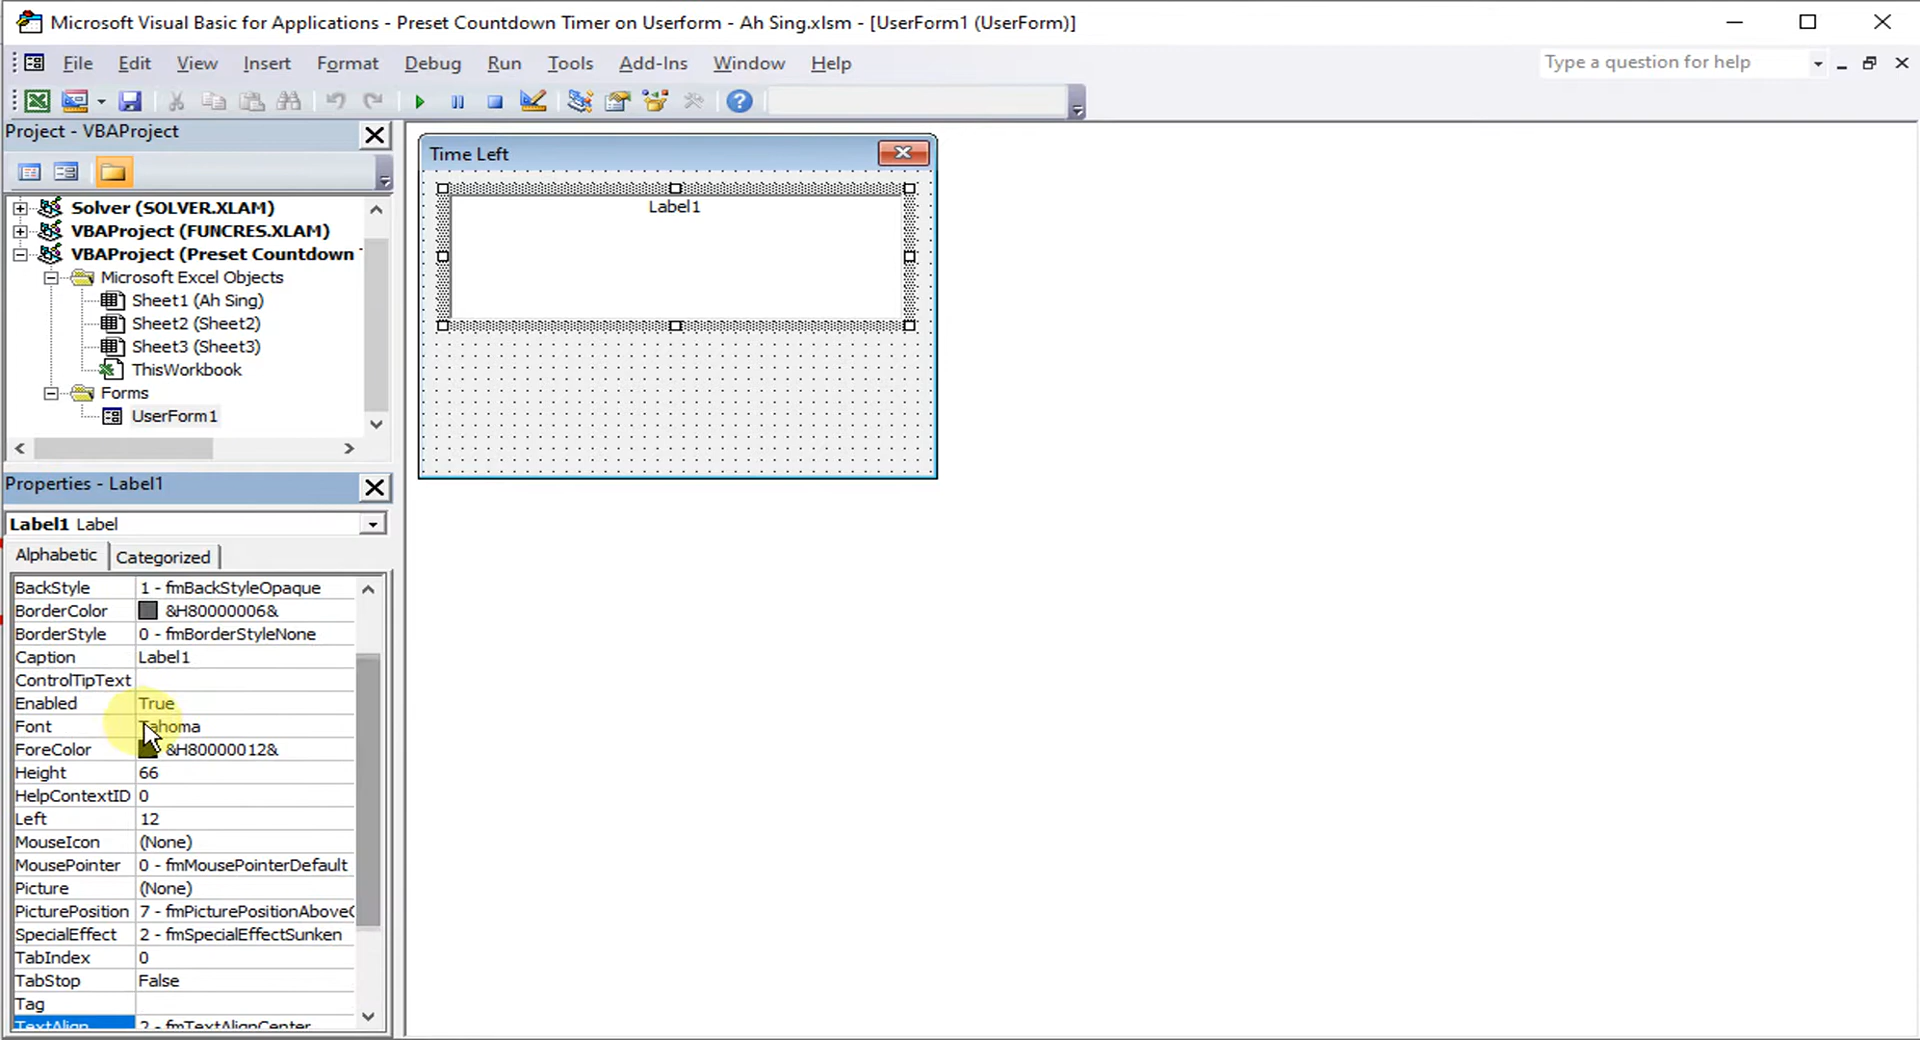 Microsoft Visual Basic for Applications - Preset Countdown Timer on Userform - Ah Sing.xlsm - [UserForm1 (UserForm)]
File Edit View Insert Format Debug Run Tools Add-Ins Window Help
Type a question for help
Project - VBAProject
Solver (SOLVER.XLAM)
VBAProject (FUNCRES.XLAM)
VBAProject (Preset Countdown
Microsoft Excel Objects
Sheet1 (Ah Sing)
Sheet2 (Sheet2)
Sheet3 (Sheet3)
ThisWorkbook
Forms
UserForm1
Time Left
Label1
Properties - Label1
Label1 Label
Alphabetic Categorized
BackStyle 1 - fmBackStyleOpaque
BorderColor &H80000006&
BorderStyle 0 - fmBorderStyleNone
Caption Label1
ControlTipText
Enabled True
Font Tahoma
ForeColor &H80000012&
Height 66
HelpContextID 0
Left 12
MouseIcon (None)
MousePointer 0 - fmMousePointerDefault
Picture (None)
PicturePosition 7 - fmPicturePositionAboveC
SpecialEffect 2 - fmSpecialEffectSunken
TabIndex 0
TabStop False
Tag
TextAlign 2 - fmTextAlignCenter